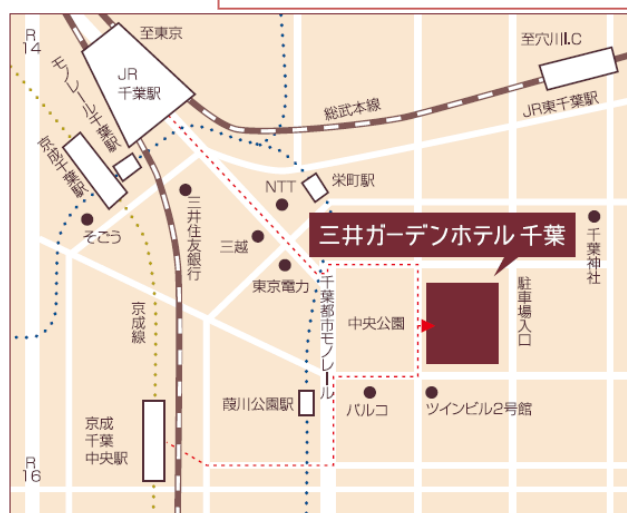 R
14
至東京
JR
千葉駅
モノレール千葉駅
京成千葉駅
そごう
三井住友銀行
NTT
三越
東京電力
栄町駅
総武本線
至穴川I.C
JR東千葉駅
三井ガーデンホテル 千葉
千葉神社
駐車場入口
中央公園
千葉都市モノレール
京成線
葭川公園駅
パルコ
ツインビル2号館
京成
千葉
中央駅
R
16